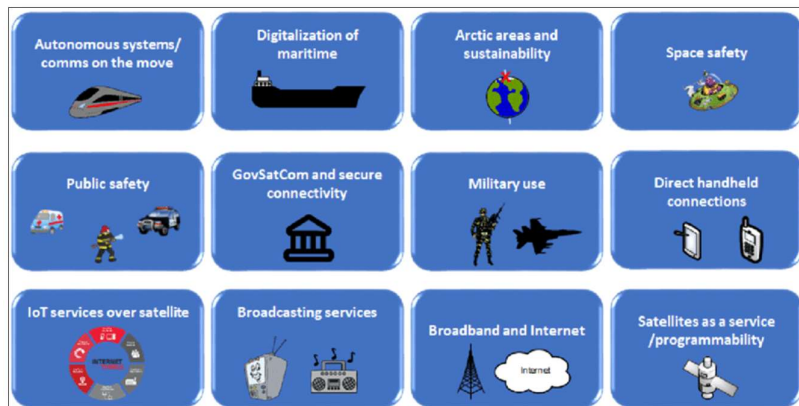 Autonomous systems/
comms on the move
Digitalization of
maritime
Arctic areas and
sustainability
Space safety
Public safety
GovSatCom and secure
connectivity
Military use
Direct handheld
connections
IoT services over satellite
INTERNET
Broadcasting services
Broadband and Internet
Internet
Satellites as a service
/programmability